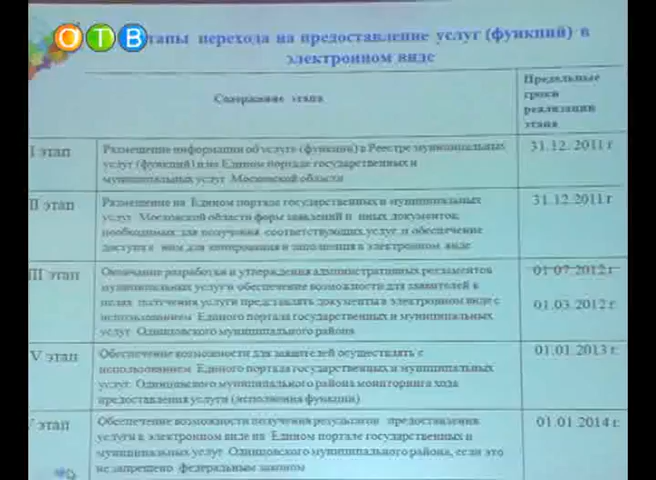 ОТВ
этапы перехода на предоставление услуг (функций) в
электронном виде
Содержание этапа
Предельные
сроки
реализации
этапа
I этап
Размещение информации об услуге (функции) в Реестре муниципальных
услуг (функций) и на Едином портале государственных и
муниципальных услуг Московской области
31.12. 2011 г
II этап
Размещение на Едином портале государственных и муниципальных
услуг Московской области форм заявлений и иных документов,
необходимых для получения соответствующих услуг, и обеспечение
доступа к ним для копирования и заполнения в электронном виде
31.12.2011 г
III этап
Окончание разработки и утверждения административных регламентов
муниципальных услуг и обеспечение возможности для заявителей в
целях получения услуги представлять документы в электронном виде с
использованием Единого портала государственных и муниципальных
услуг Одинцовского муниципального района
01.07.2012 г.
01.03.2012 г.
V этап
Обеспечение возможности для заявителей осуществлять с
использованием Единого портала государственных и муниципальных
услуг Одинцовского муниципального района мониторинг хода
предоставления услуги (исполнения функции)
01.01.2013 г.
V этап
Обеспечение возможности получения результатов предоставления
услуги в электронном виде на Едином портале государственных и
муниципальных услуг Одинцовского муниципального района, если это
не запрещено федеральным законом
01.01.2014 г.